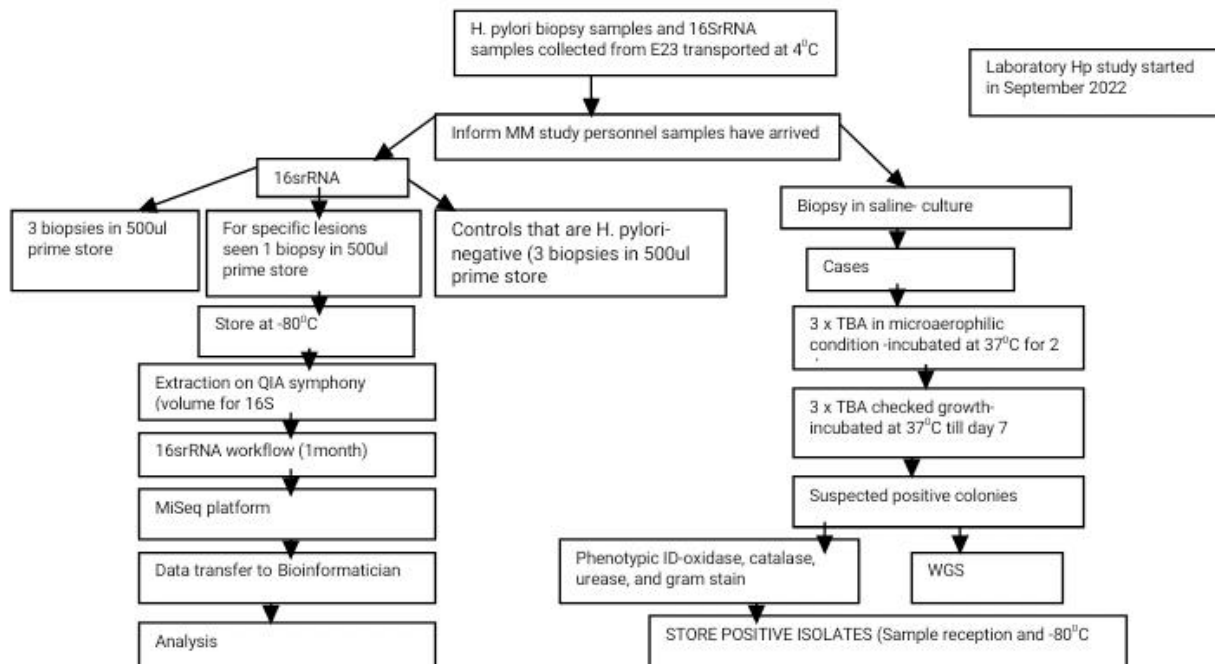 H. pylori biopsy samples and 16SrRNA
samples collected from E23 transported at 4⁰C
Laboratory Hp study started
in September 2022
Inform MM study personnel samples have arrived
16srRNA
3 biopsies in 500ul
prime store
For specific lesions
seen 1 biopsy in 500ul
prime store
Controls that are H. pylori-
negative (3 biopsies in 500ul
prime store
Store at -80⁰C
Extraction on QIA symphony
(volume for 16S
16srRNA workflow (1month)
MiSeq platform
Data transfer to Bioinformatician
Analysis
Biopsy in saline- culture
Cases
3 x TBA in microaerophilic
condition -incubated at 37⁰C for 2
3 x TBA checked growth-
incubated at 37⁰C till day 7
Suspected positive colonies
Phenotypic ID-oxidase, catalase,
urease, and gram stain
WGS
STORE POSITIVE ISOLATES (Sample reception and -80⁰C